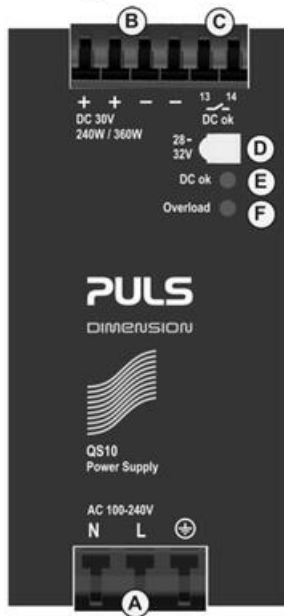 B C
+ + − − 13 14
DC 30V
240W / 360W
DC ok
28-
32V
D
DC ok
E
Overload
F
PULS
DIMENSION
QS10
Power Supply
AC 100-240V
N L
A